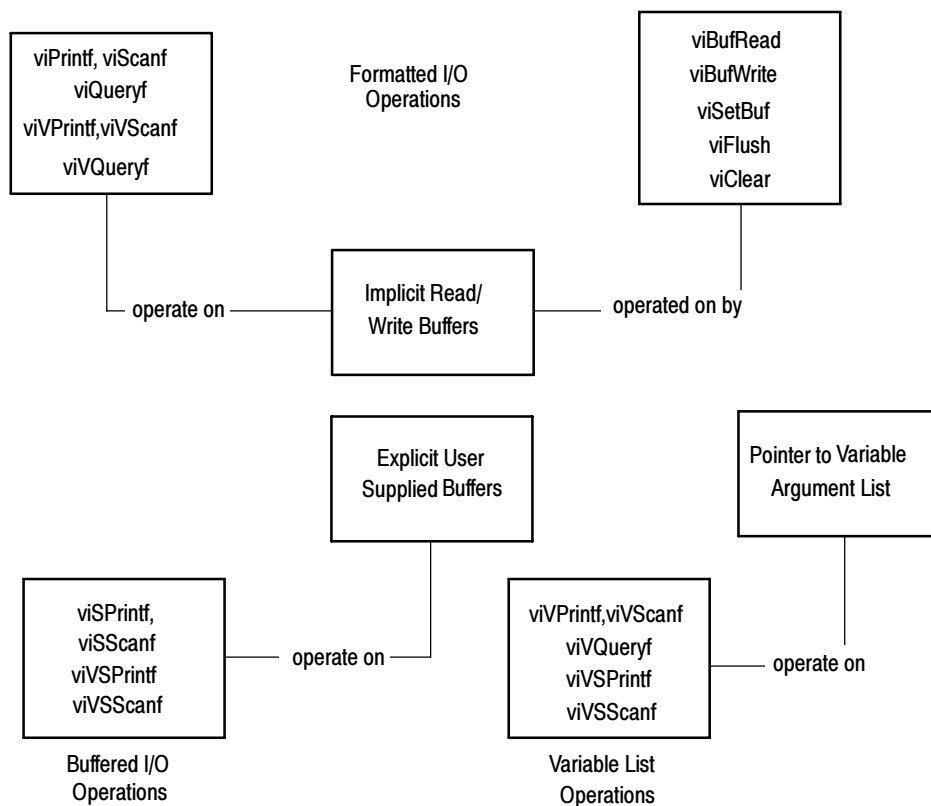 viPrintf, viScanf
viQueryf
viVPrintf,viVScanf
viVQueryf
Formatted I/O
Operations
viBufRead
viBufWrite
viSetBuf
viFlush
viClear
operate on
Implicit Read/
Write Buffers
operated on by
Explicit User
Supplied Buffers
Pointer to Variable
Argument List
viSPrintf,
viSScanf
viVSPrintf
viVSScanf
operate on
viVPrintf,viVScanf
viVQueryf
viVSPrintf
viVSScanf
operate on
Buffered I/O
Operations
Variable List
Operations